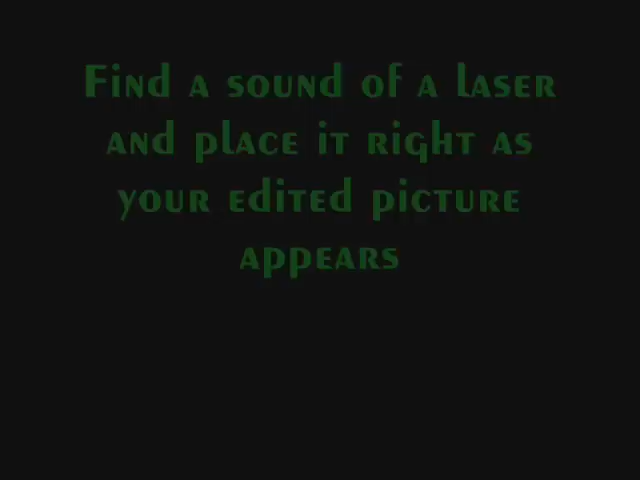 Find a sound of a laser
and place it right as
your edited picture
appears